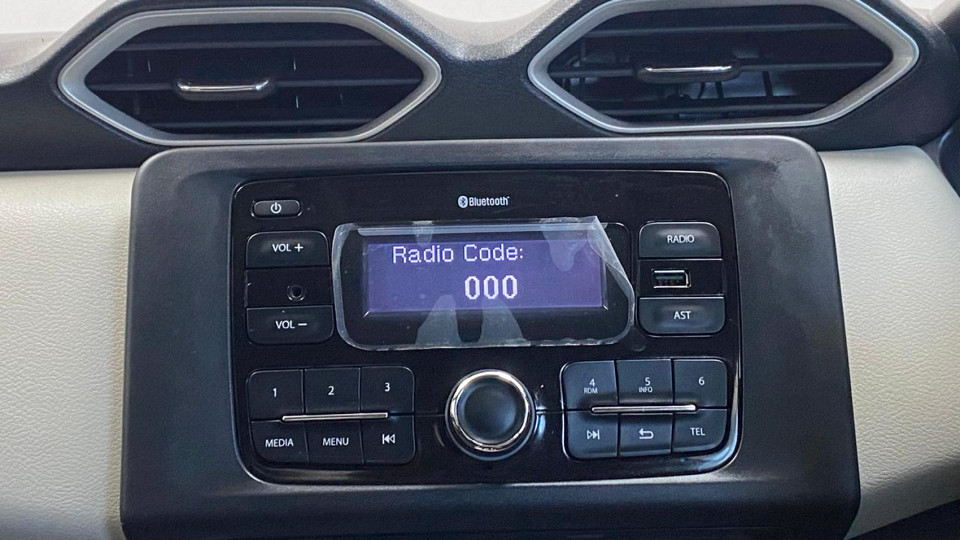 Bluetooth
VOL +
RADIO
Radio Code:
000
VOL −
AST
1
2
3
4
RDM
5
INFO
6
MEDIA
MENU
TEL